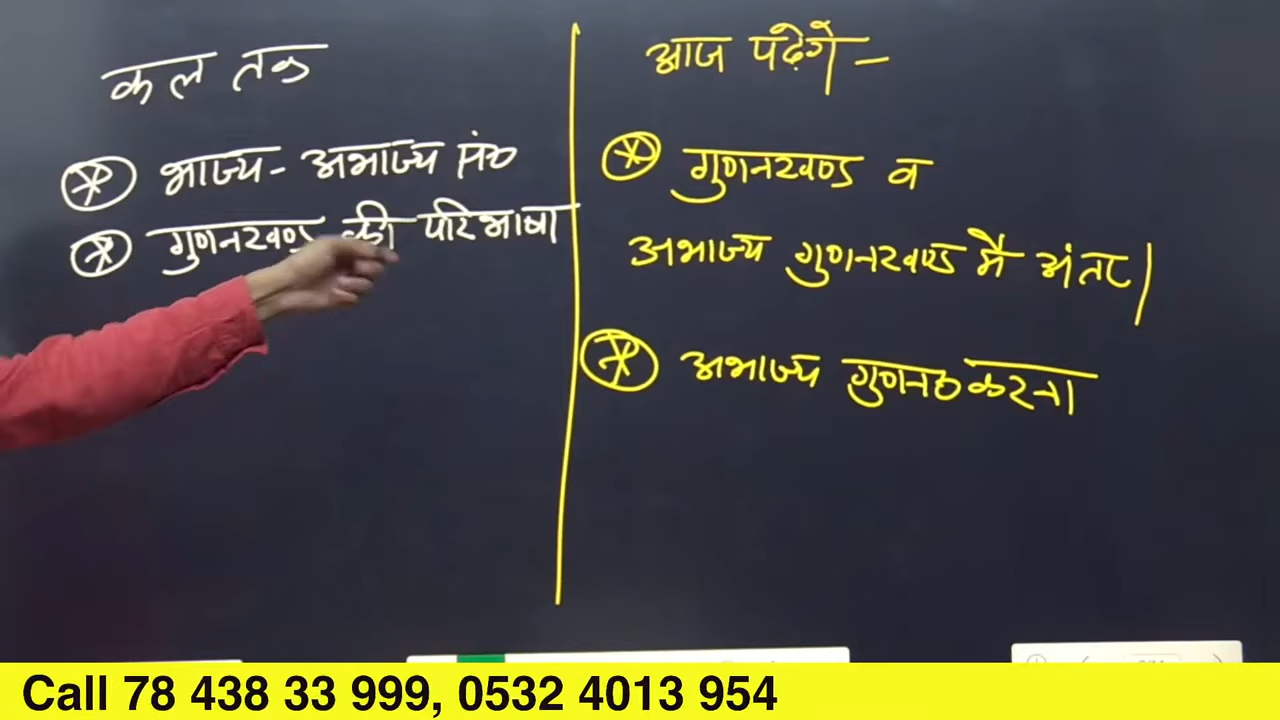 कल तक
भाज्य- अभाज्य सं०
गुणनखण्ड की परिभाषा
आज पढ़ेगे -
गुणनखण्ड व
अभाज्य गुणनखण्ड मै अंतर|
अभाज्य गुणन० करना
Call 78 438 33 999, 0532 4013 954